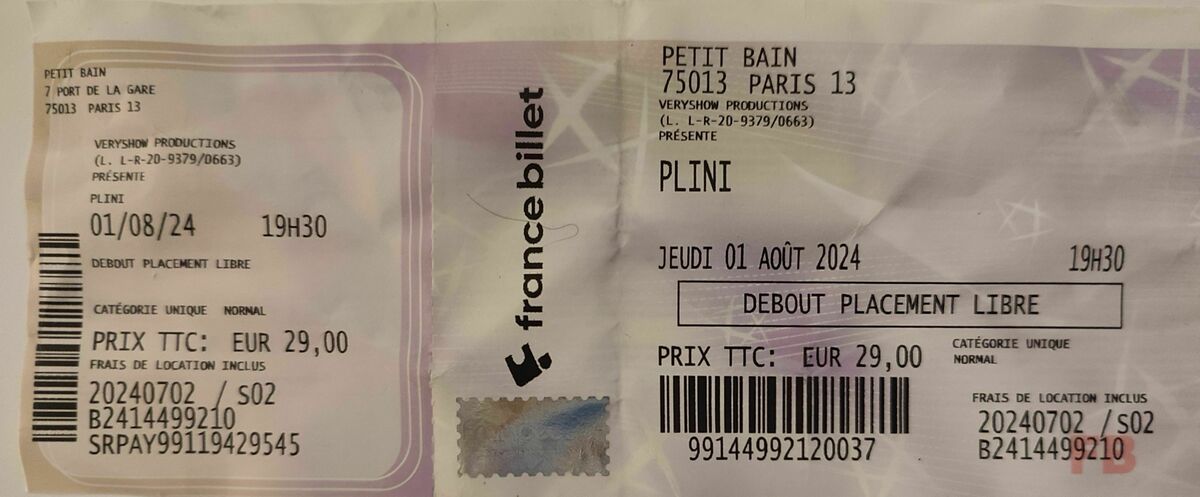 PETIT BAIN
7 PORT DE LA GARE
75013 PARIS 13
VERYSHOW PRODUCTIONS
(L. L-R-20-9379/0663)
PRÉSENTE
PLINI
01/08/24 19H30
DEBOUT PLACEMENT LIBRE
CATÉGORIE UNIQUE NORMAL
PRIX TTC: EUR 29,00
FRAIS DE LOCATION INCLUS
20240702 / S02
B2414499210
SRPAY99119429545
france billet
PETIT BAIN
75013 PARIS 13
VERYSHOW PRODUCTIONS
(L. L-R-20-9379/0663)
PRÉSENTE
PLINI
JEUDI 01 AOÛT 2024 19H30
DEBOUT PLACEMENT LIBRE
PRIX TTC: EUR 29,00
CATÉGORIE UNIQUE
NORMAL
99144992120037
FRAIS DE LOCATION INCLUS
20240702 / S02
B2414499210